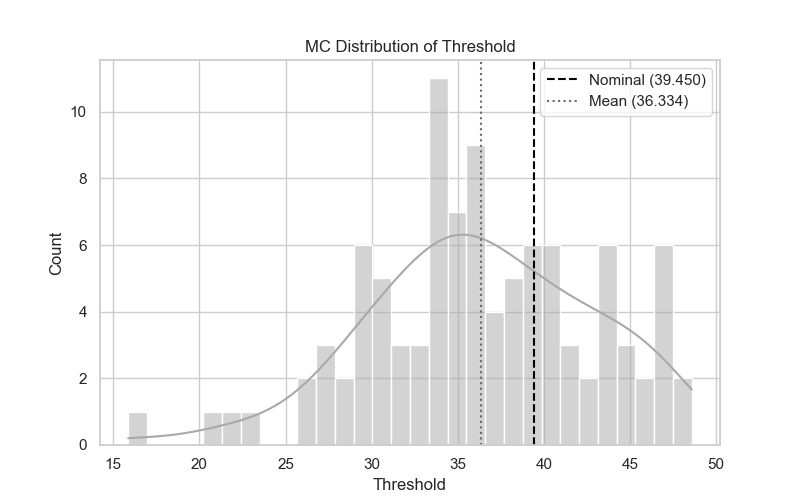 MC Distribution of Threshold
Nominal (39.450)
Mean (36.334)
10
8
6
4
2
0
Count
15
20
25
30
35
40
45
50
Threshold